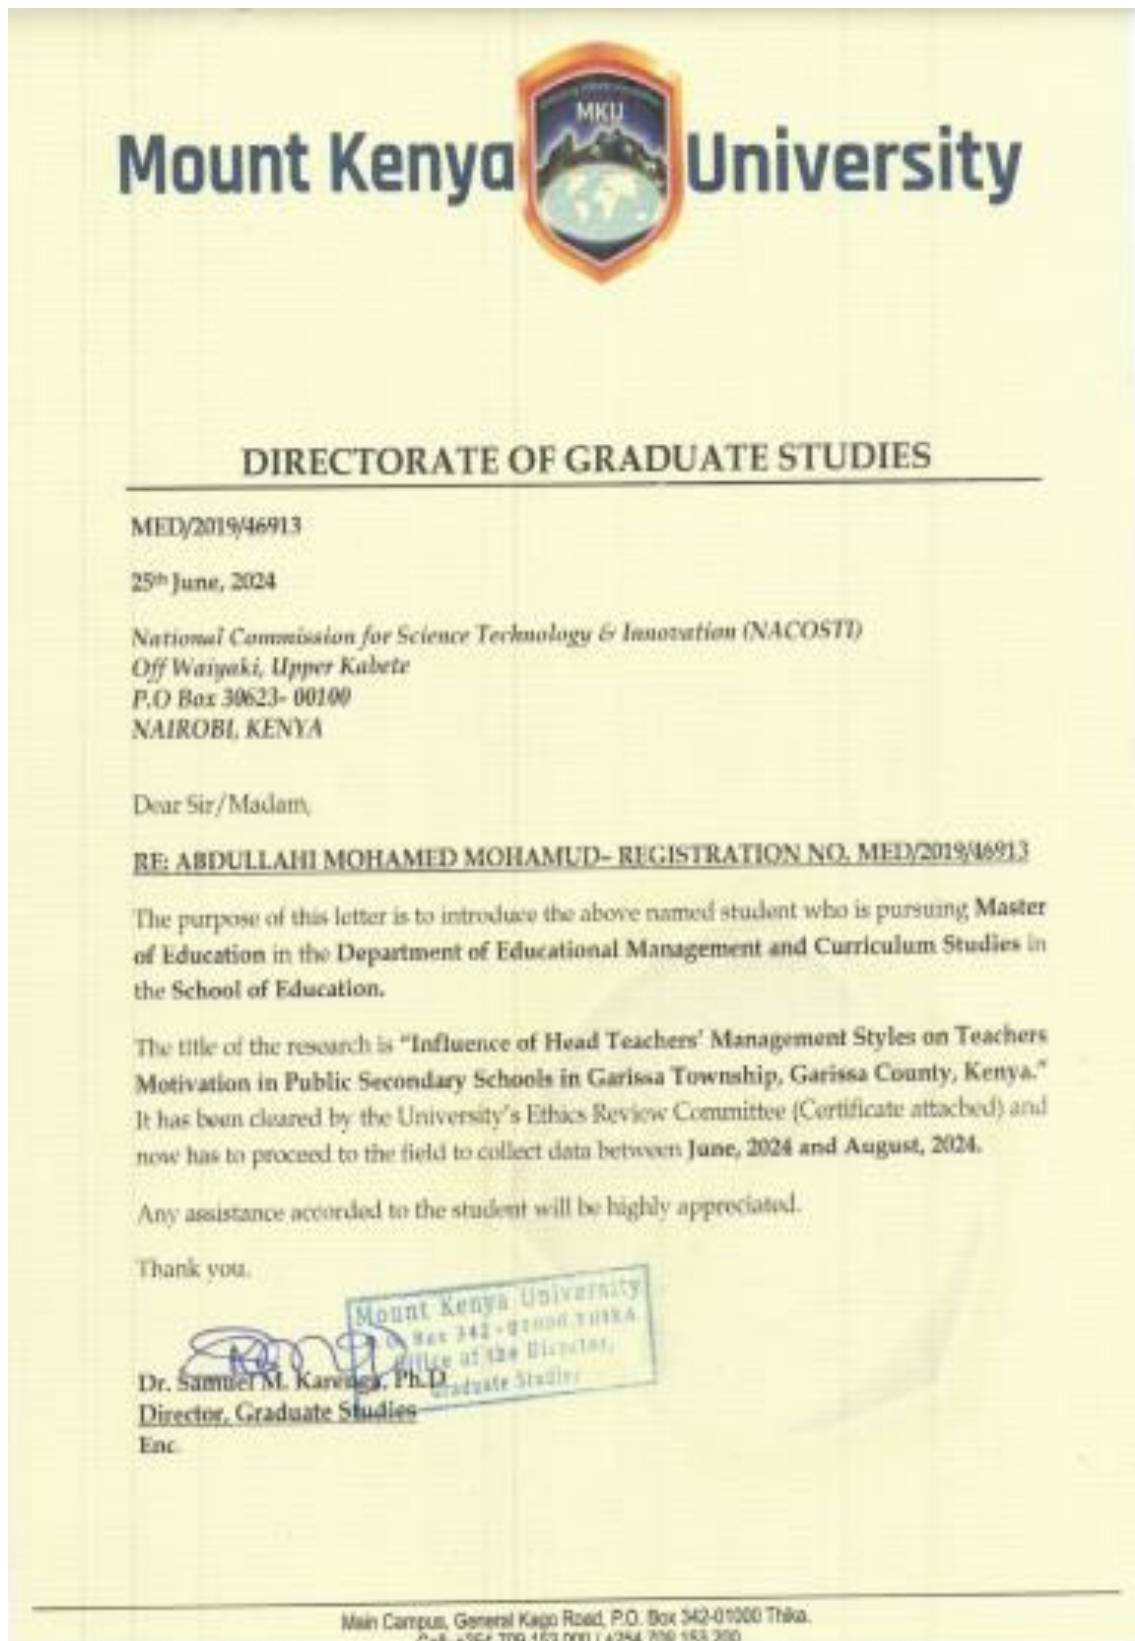 Mount Kenya University
MKU
DIRECTORATE OF GRADUATE STUDIES
MED/2019/46913
25th June, 2024
National Commission for Science Technology & Innovation (NACOSTI)
Off Waiyaki, Upper Kabete
P.O Box 30623- 00100
NAIROBI, KENYA
Dear Sir/Madam,
RE: ABDULLAHI MOHAMED MOHAMUD– REGISTRATION NO. MED/2019/46913
The purpose of this letter is to introduce the above named student who is pursuing Master
of Education in the Department of Educational Management and Curriculum Studies in
the School of Education.
The title of the research is “Influence of Head Teachers’ Management Styles on Teachers
Motivation in Public Secondary Schools in Garissa Township, Garissa County, Kenya.”
It has been cleared by the University’s Ethics Review Committee (Certificate attached) and
now has to proceed to the field to collect data between June, 2024 and August, 2024.
Any assistance accorded to the student will be highly appreciated.
Thank you.
Mount Kenya University
Box 342-01000 THIKA
Office of the Director,
Graduate Studies
Dr. Samuel M. Karenga, Ph.D
Director, Graduate Studies
Enc
Main Campus, General Kago Road, P.O. Box 342-01000 Thika.